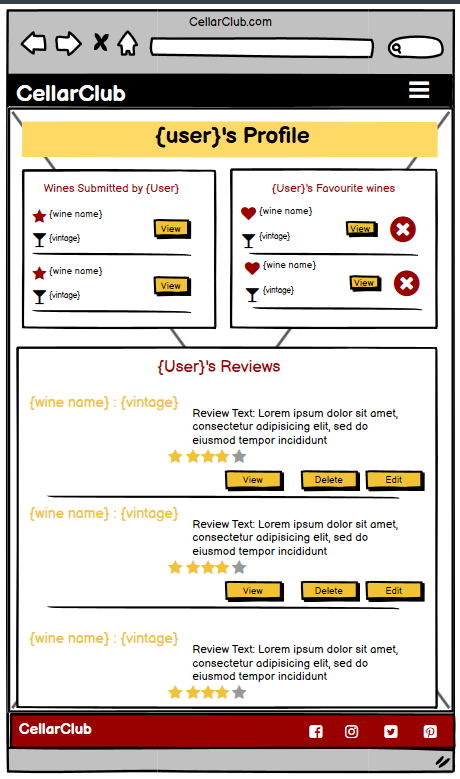 CellarClub.com
CellarClub
{user}'s Profile
Wines Submitted by {User}
{wine name}
View
{vintage}
{wine name}
View
{vintage}
{User}'s Favourite wines
{wine name}
View
{vintage}
{wine name}
View
{vintage}
{User}'s Reviews
{wine name} : {vintage}
Review Text: Lorem ipsum dolor sit amet,
consectetur adipisicing elit, sed do
eiusmod tempor incididunt
View Delete Edit
{wine name} : {vintage}
Review Text: Lorem ipsum dolor sit amet,
consectetur adipisicing elit, sed do
eiusmod tempor incididunt
View Delete Edit
{wine name} : {vintage}
Review Text: Lorem ipsum dolor sit amet,
consectetur adipisicing elit, sed do
eiusmod tempor incididunt
CellarClub